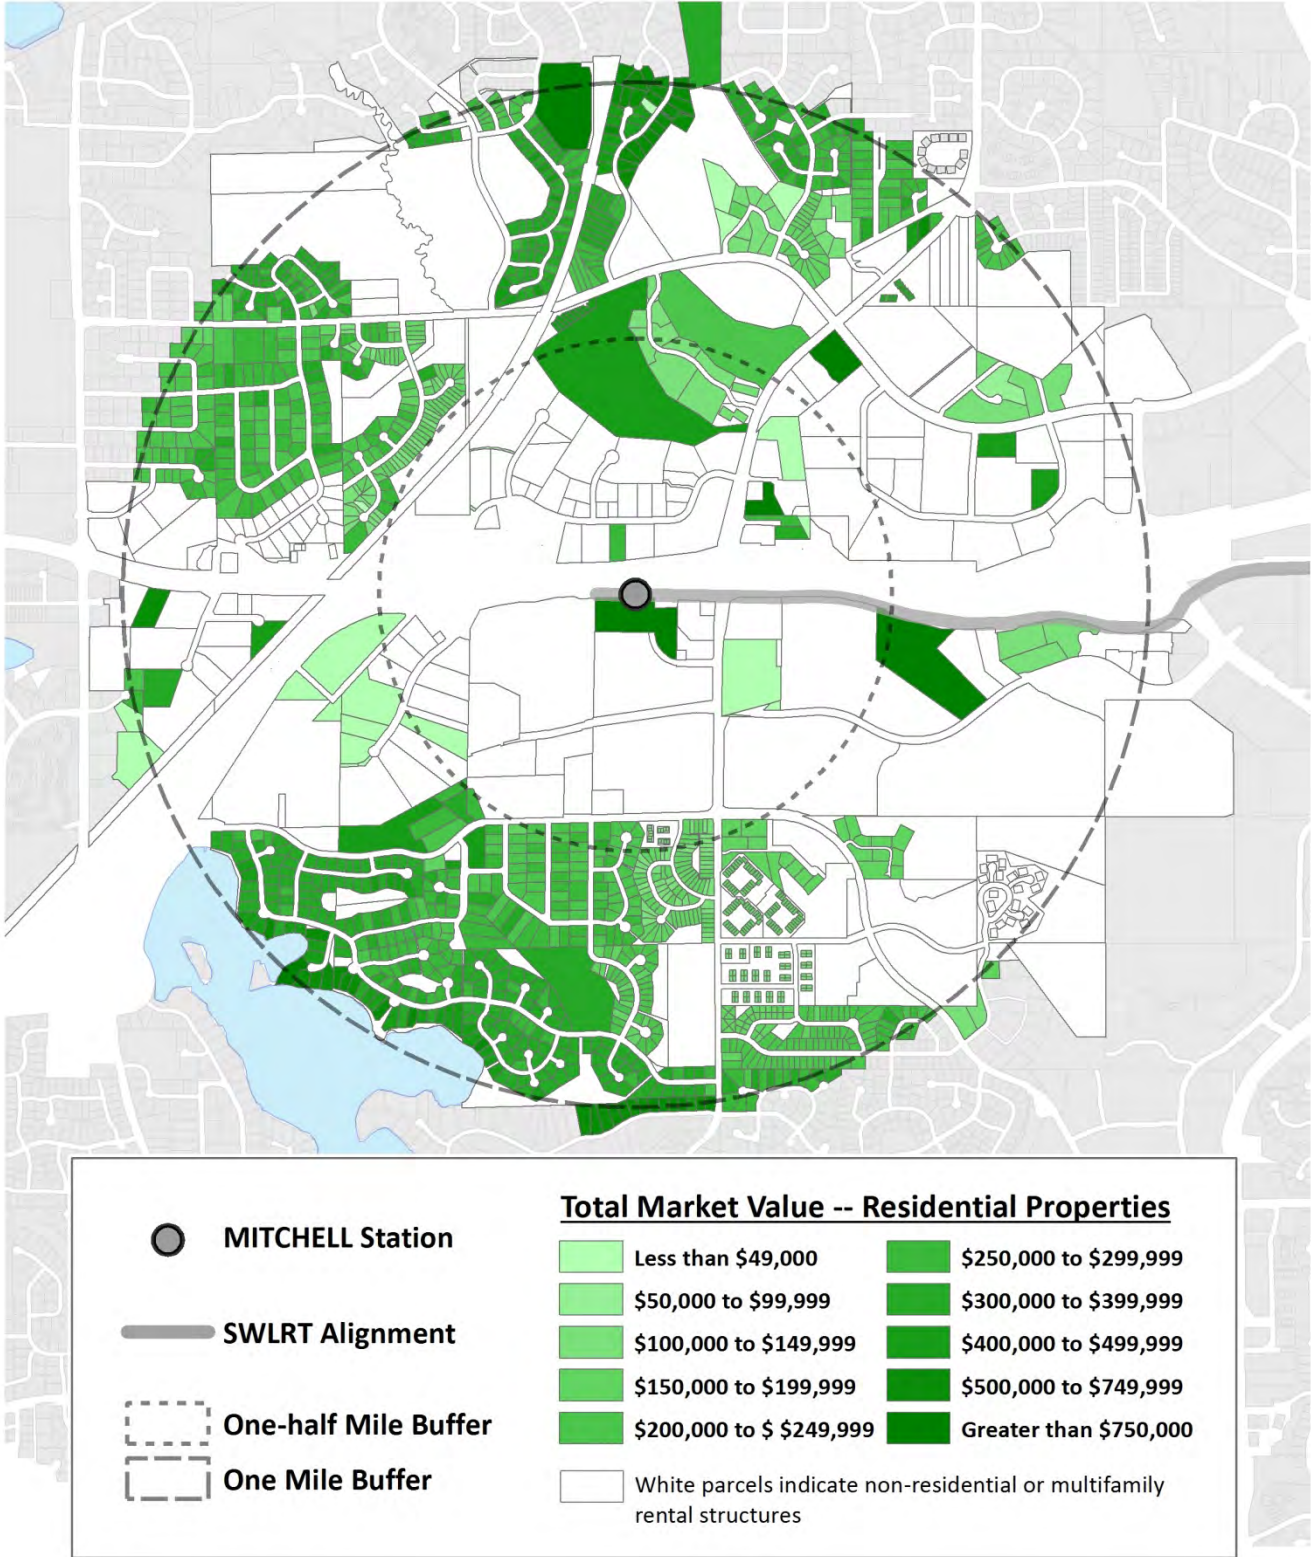 MITCHELL Station
SWLRT Alignment
One-half Mile Buffer
One Mile Buffer
Total Market Value -- Residential Properties
Less than $49,000
$50,000 to $99,999
$100,000 to $149,999
$150,000 to $199,999
$200,000 to $ $249,999
$250,000 to $299,999
$300,000 to $399,999
$400,000 to $499,999
$500,000 to $749,999
Greater than $750,000
White parcels indicate non-residential or multifamily
rental structures